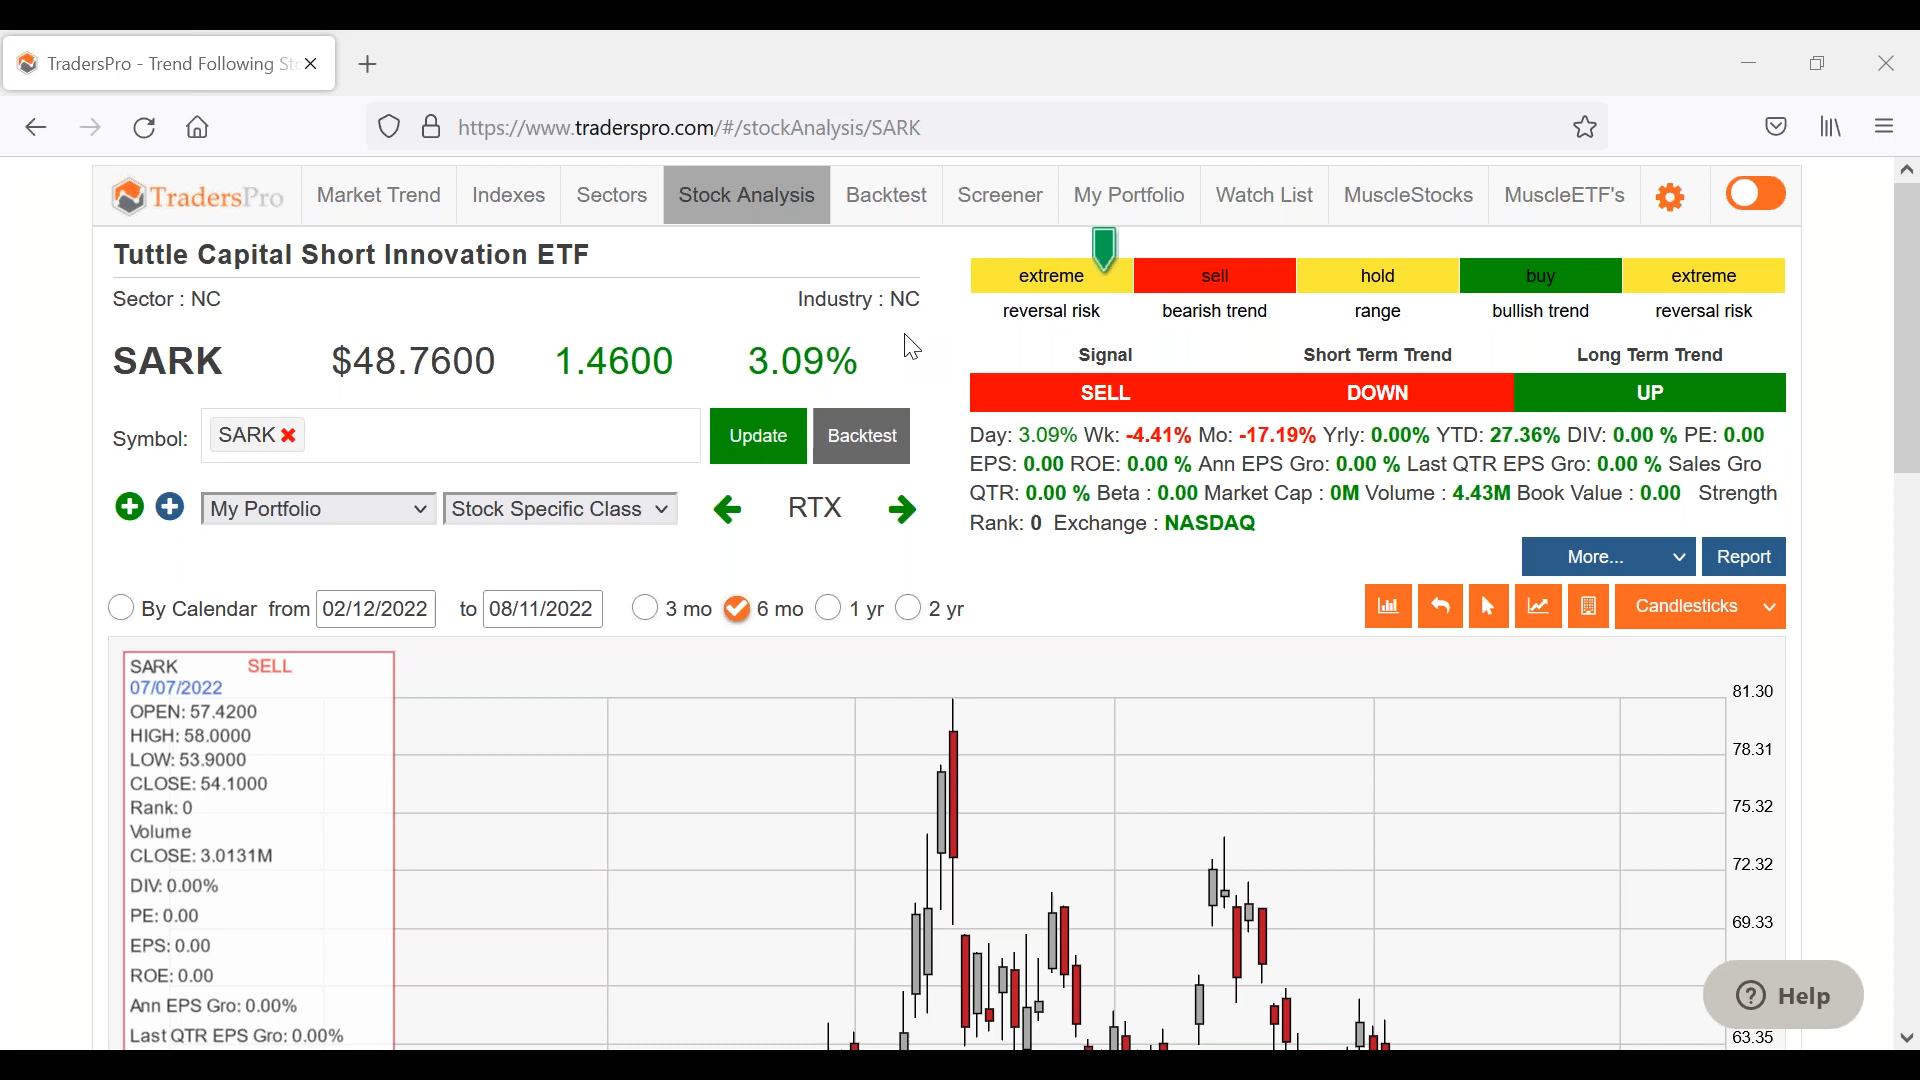 TradersPro - Trend Following Sto
https://www.traderspro.com/#/stockAnalysis/SARK
TradersPro Market Trend Indexes Sectors Stock Analysis Backtest Screener My Portfolio Watch List MuscleStocks MuscleETF's
Tuttle Capital Short Innovation ETF
Sector : NC Industry : NC
SARK $48.7600 1.4600 3.09%
Symbol: SARK Update Backtest
My Portfolio Stock Specific Class RTX
extreme sell hold buy extreme
reversal risk bearish trend range bullish trend reversal risk
Signal Short Term Trend Long Term Trend
SELL DOWN UP
Day: 3.09% Wk: -4.41% Mo: -17.19% Yrly: 0.00% YTD: 27.36% DIV: 0.00 % PE: 0.00
EPS: 0.00 ROE: 0.00 % Ann EPS Gro: 0.00 % Last QTR EPS Gro: 0.00 % Sales Gro
QTR: 0.00 % Beta : 0.00 Market Cap : 0M Volume : 4.43M Book Value : 0.00 Strength
Rank: 0 Exchange : NASDAQ
More... Report
By Calendar from 02/12/2022 to 08/11/2022 3 mo 6 mo 1 yr 2 yr Candlesticks
SARK SELL
07/07/2022
OPEN: 57.4200
HIGH: 58.0000
LOW: 53.9000
CLOSE: 54.1000
Rank: 0
Volume
CLOSE: 3.0131M
DIV: 0.00%
PE: 0.00
EPS: 0.00
ROE: 0.00
Ann EPS Gro: 0.00%
Last QTR EPS Gro: 0.00%
81.30
78.31
75.32
72.32
69.33
63.35
Help